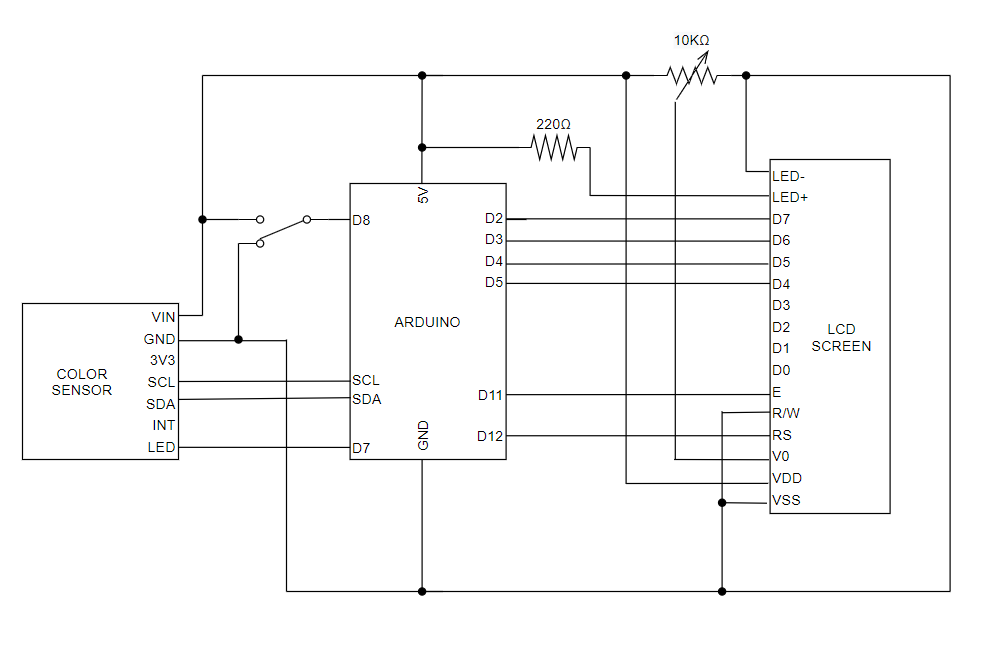 10KΩ
220Ω
5V
D8
D2
D3
D4
D5
ARDUINO
SCL
SDA
D11
D12
D7
GND
COLOR
SENSOR
VIN
GND
3V3
SCL
SDA
INT
LED
LED-
LED+
D7
D6
D5
D4
D3
D2
D1
D0
E
R/W
RS
V0
VDD
VSS
LCD
SCREEN